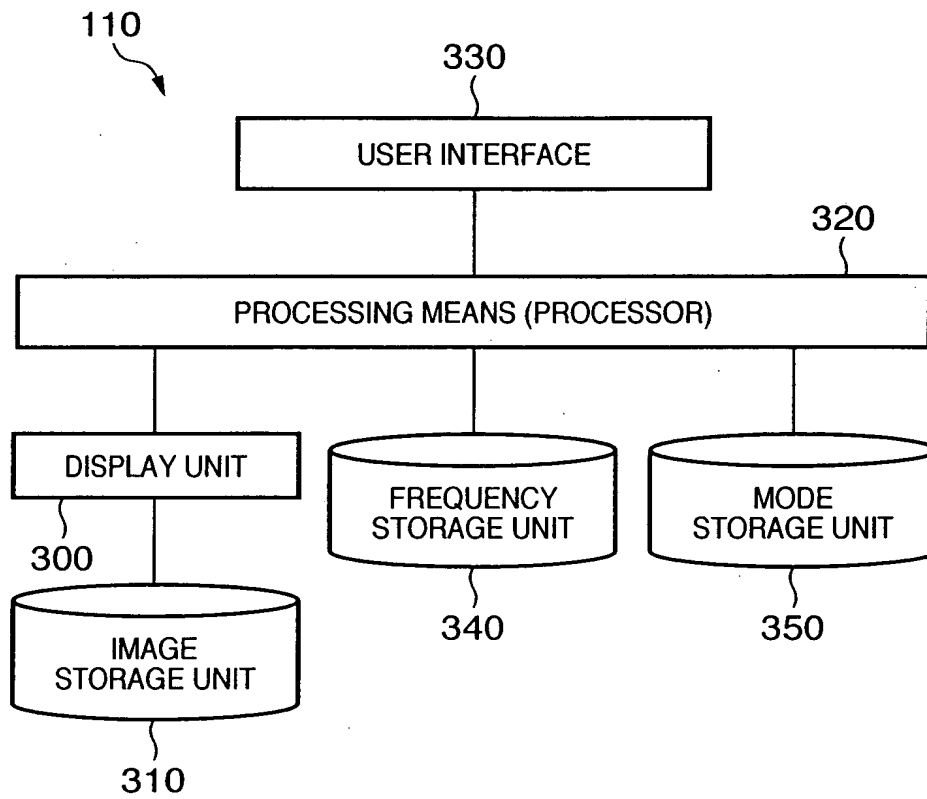 110
330
USER INTERFACE
320
PROCESSING MEANS (PROCESSOR)
DISPLAY UNIT
300
FREQUENCY
STORAGE UNIT
340
MODE
STORAGE UNIT
350
IMAGE
STORAGE UNIT
310